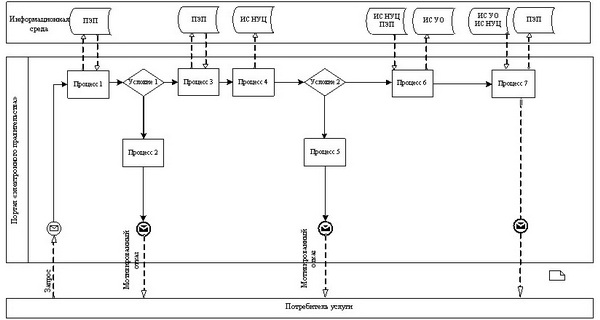 Информационная
среда
ПЭП
ПЭП
ИС НУЦ
ИС НУЦ
ПЭП
ИС УО
ИС УО
ИС НУЦ
ПЭП
Портал «электронного правительства»
Процесс 1
Условие 1
Процесс 3
Процесс 4
Условие 2
Процесс 6
Процесс 7
Процесс 2
Процесс 5
Запрос
Мотивированный
отказ
Мотивированный
отказ
Потребитель услуги